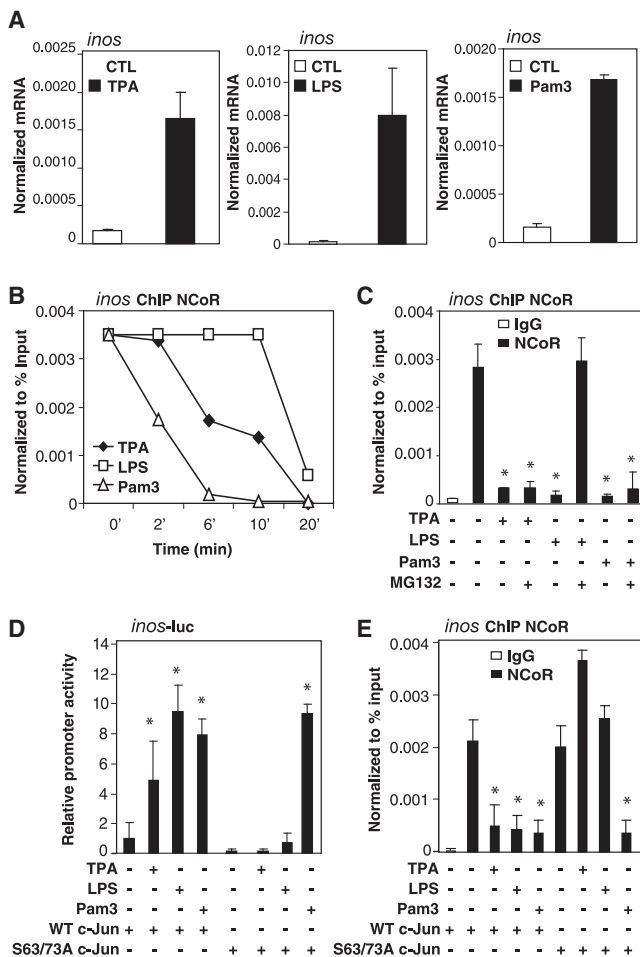 A
inos
inos
inos
Normalized mRNA
0.0025
0.0020
0.0015
0.0010
0.0005
0
CTL
TPA
Normalized mRNA
0.012
0.010
0.008
0.006
0.004
0.002
0
CTL
LPS
Normalized mRNA
0.0020
0.0015
0.0010
0.0005
0
CTL
Pam3
B
inos ChIP NCoR
Normalized to % Input
0.004
0.003
0.002
0.001
0
TPA
LPS
Pam3
0' 2' 6' 10' 20'
Time (min)
C
inos ChIP NCoR
Normalized to % input
0.004
0.003
0.002
0.001
0
IgG
NCoR
* * * * *
TPA - - + + - - - -
LPS - - - - + + - -
Pam3 - - - - - - + +
MG132 - - - + - + - +
D
inos-luc
Relative promoter activity
14
12
10
8
6
4
2
0
* * * *
TPA - + - - - + - -
LPS - - + - - - + -
Pam3 - - - + - - - +
WT c-Jun + + + + - - - -
S63/73A c-Jun - - - - + + + +
E
inos ChIP NCoR
Normalized to % input
0.004
0.003
0.002
0.001
0
IgG
NCoR
* * * *
TPA - - + - - - + - -
LPS - - - + - - - + -
Pam3 - - - - + - - - +
WT c-Jun + + + + + - - - -
S63/73A c-Jun - - - - - + + + +